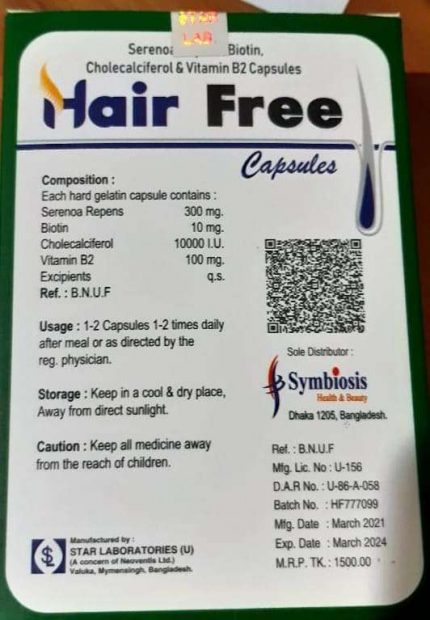 STAR
LAB
Serenoa Biotin,
Cholecalciferol & Vitamin B2 Capsules
Hair Free
Capsules
Composition :
Each hard gelatin capsule contains :
Serenoa Repens 300 mg.
Biotin 10 mg.
Cholecalciferol 10000 I.U.
Vitamin B2 100 mg.
Excipients q.s.
Ref. : B.N.U.F
Usage : 1-2 Capsules 1-2 times daily
after meal or as directed by the
reg. physician.
Storage : Keep in a cool & dry place,
Away from direct sunlight.
Caution : Keep all medicine away
from the reach of children.
Sole Distributor :
Symbiosis
Health & Beauty
Dhaka 1205, Bangladesh.
Ref. : B.N.U.F
Mfg. Lic. No : U-156
D.A.R No. : U-86-A-058
Batch No. : HF777099
Mfg. Date : March 2021
Exp. Date : March 2024
M.R.P. TK. : 1500.00
SL
Manufactured by :
STAR LABORATORIES (U)
(A concern of Neoventis Ltd.)
Valuka, Mymensingh, Bangladesh.